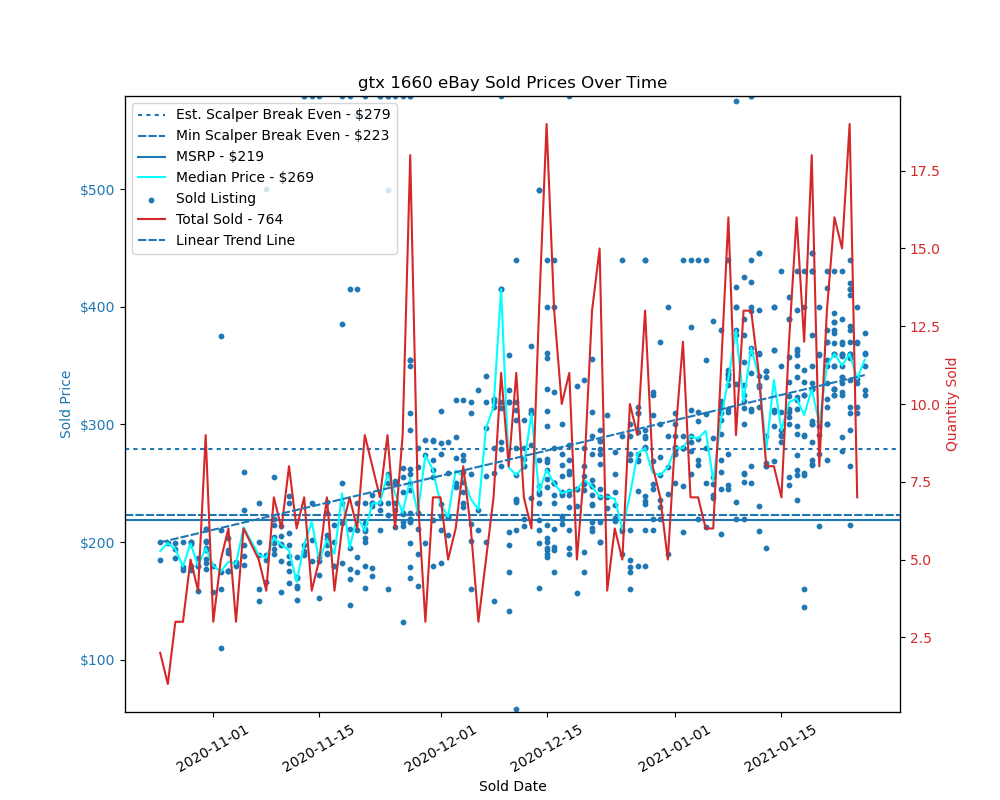 gtx 1660 eBay Sold Prices Over Time
Est. Scalper Break Even - $279
Min Scalper Break Even - $223
MSRP - $219
Median Price - $269
Sold Listing
Total Sold - 764
Linear Trend Line
$500
$400
$300
$200
$100
Sold Price
17.5
15.0
12.5
10.0
7.5
5.0
2.5
Quantity Sold
2020-11-01
2020-11-15
2020-12-01
2020-12-15
2021-01-01
2021-01-15
Sold Date